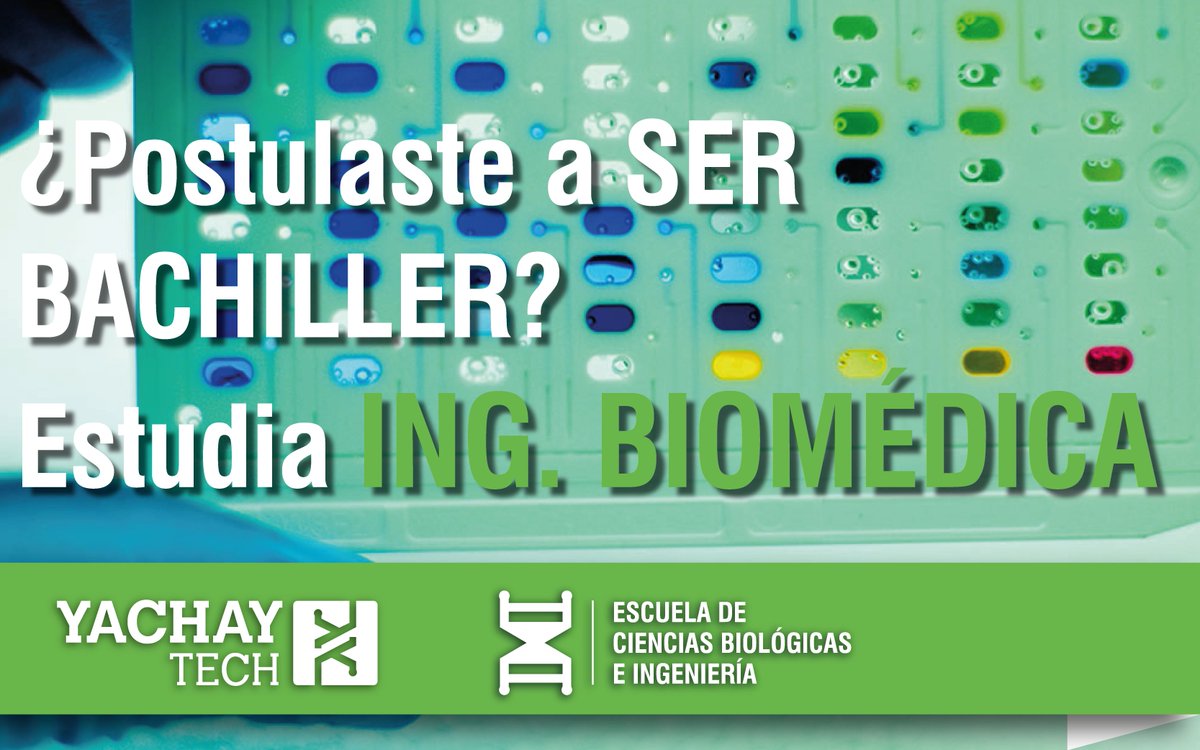 ¿Postulaste a SER
BACHILLER?
Estudia ING. BIOMÉDICA
YACHAY
TECH
ESCUELA DE
CIENCIAS BIOLÓGICAS
E INGENIERÍA